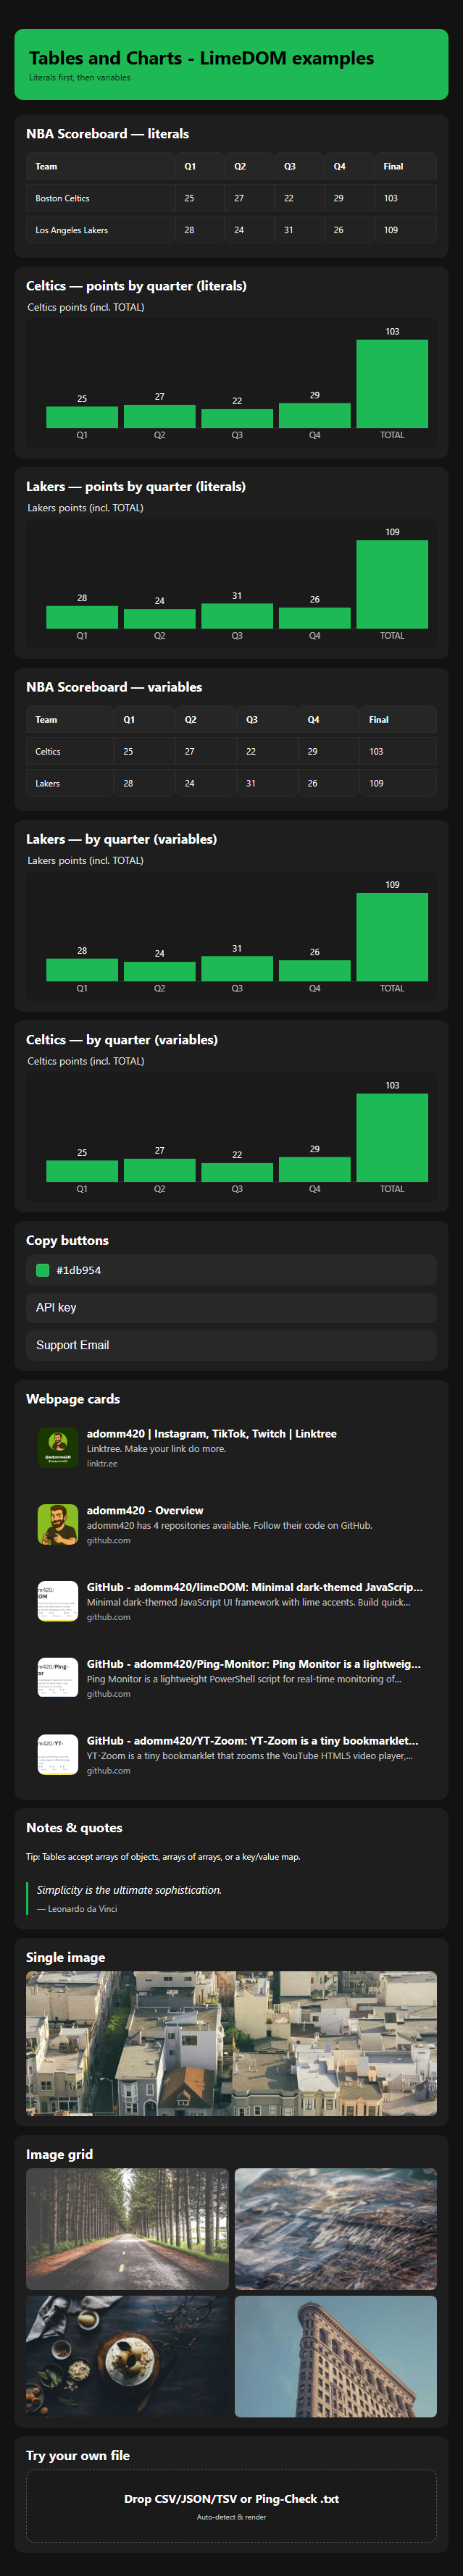 Tables and Charts - LimeDOM examples
Literals first, then variables
NBA Scoreboard — literals
Team Q1 Q2 Q3 Q4 Final
Boston Celtics 25 27 22 29 103
Los Angeles Lakers 28 24 31 26 109
Celtics — points by quarter (literals)
Celtics points (incl. TOTAL)
25 27 22 29 103
Q1 Q2 Q3 Q4 TOTAL
Lakers — points by quarter (literals)
Lakers points (incl. TOTAL)
28 24 31 26 109
Q1 Q2 Q3 Q4 TOTAL
NBA Scoreboard — variables
Team Q1 Q2 Q3 Q4 Final
Celtics 25 27 22 29 103
Lakers 28 24 31 26 109
Lakers — by quarter (variables)
Lakers points (incl. TOTAL)
28 24 31 26 109
Q1 Q2 Q3 Q4 TOTAL
Celtics — by quarter (variables)
Celtics points (incl. TOTAL)
25 27 22 29 103
Q1 Q2 Q3 Q4 TOTAL
Copy buttons
#1db954
API key
Support Email
Webpage cards
adomm420 | Instagram, TikTok, Twitch | Linktree
Linktree. Make your link do more.
linktr.ee
adomm420 - Overview
adomm420 has 4 repositories available. Follow their code on GitHub.
github.com
GitHub - adomm420/limeDOM: Minimal dark-themed JavaScrip...
Minimal dark-themed JavaScript UI framework with lime accents. Build quick...
github.com
GitHub - adomm420/Ping-Monitor: Ping Monitor is a lightweig...
Ping Monitor is a lightweight PowerShell script for real-time monitoring of...
github.com
GitHub - adomm420/YT-Zoom: YT-Zoom is a tiny bookmarklet...
YT-Zoom is a tiny bookmarklet that zooms the YouTube HTML5 video player,...
github.com
Notes & quotes
Tip: Tables accept arrays of objects, arrays of arrays, or a key/value map.
Simplicity is the ultimate sophistication.
— Leonardo da Vinci
Single image
Image grid
Try your own file
Drop CSV/JSON/TSV or Ping-Check .txt
Auto-detect & render